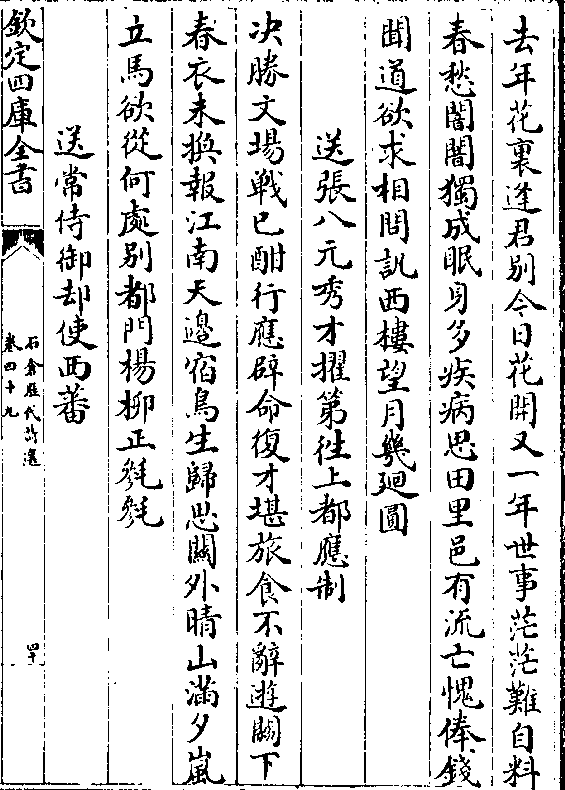 去年花裏逢君别今日花開又一年世事茫茫難自料
春愁闇闇獨成眠身多疾病思田里邑有流亡愧俸錢
聞道欲求相問訊西樓望月幾廻圓
送張八元秀才擢第徃上都應制
决勝文場戰已酣行應辟命復才堪旅食不辭遊闕下
春衣未換報江南天邊宿鳥生歸思關外晴山滿夕嵐
立馬欲從何處别都門楊柳正毿毿
送常侍御却使西蕃
欽定四庫全書
石倉歷代詩選
卷四十九
四十